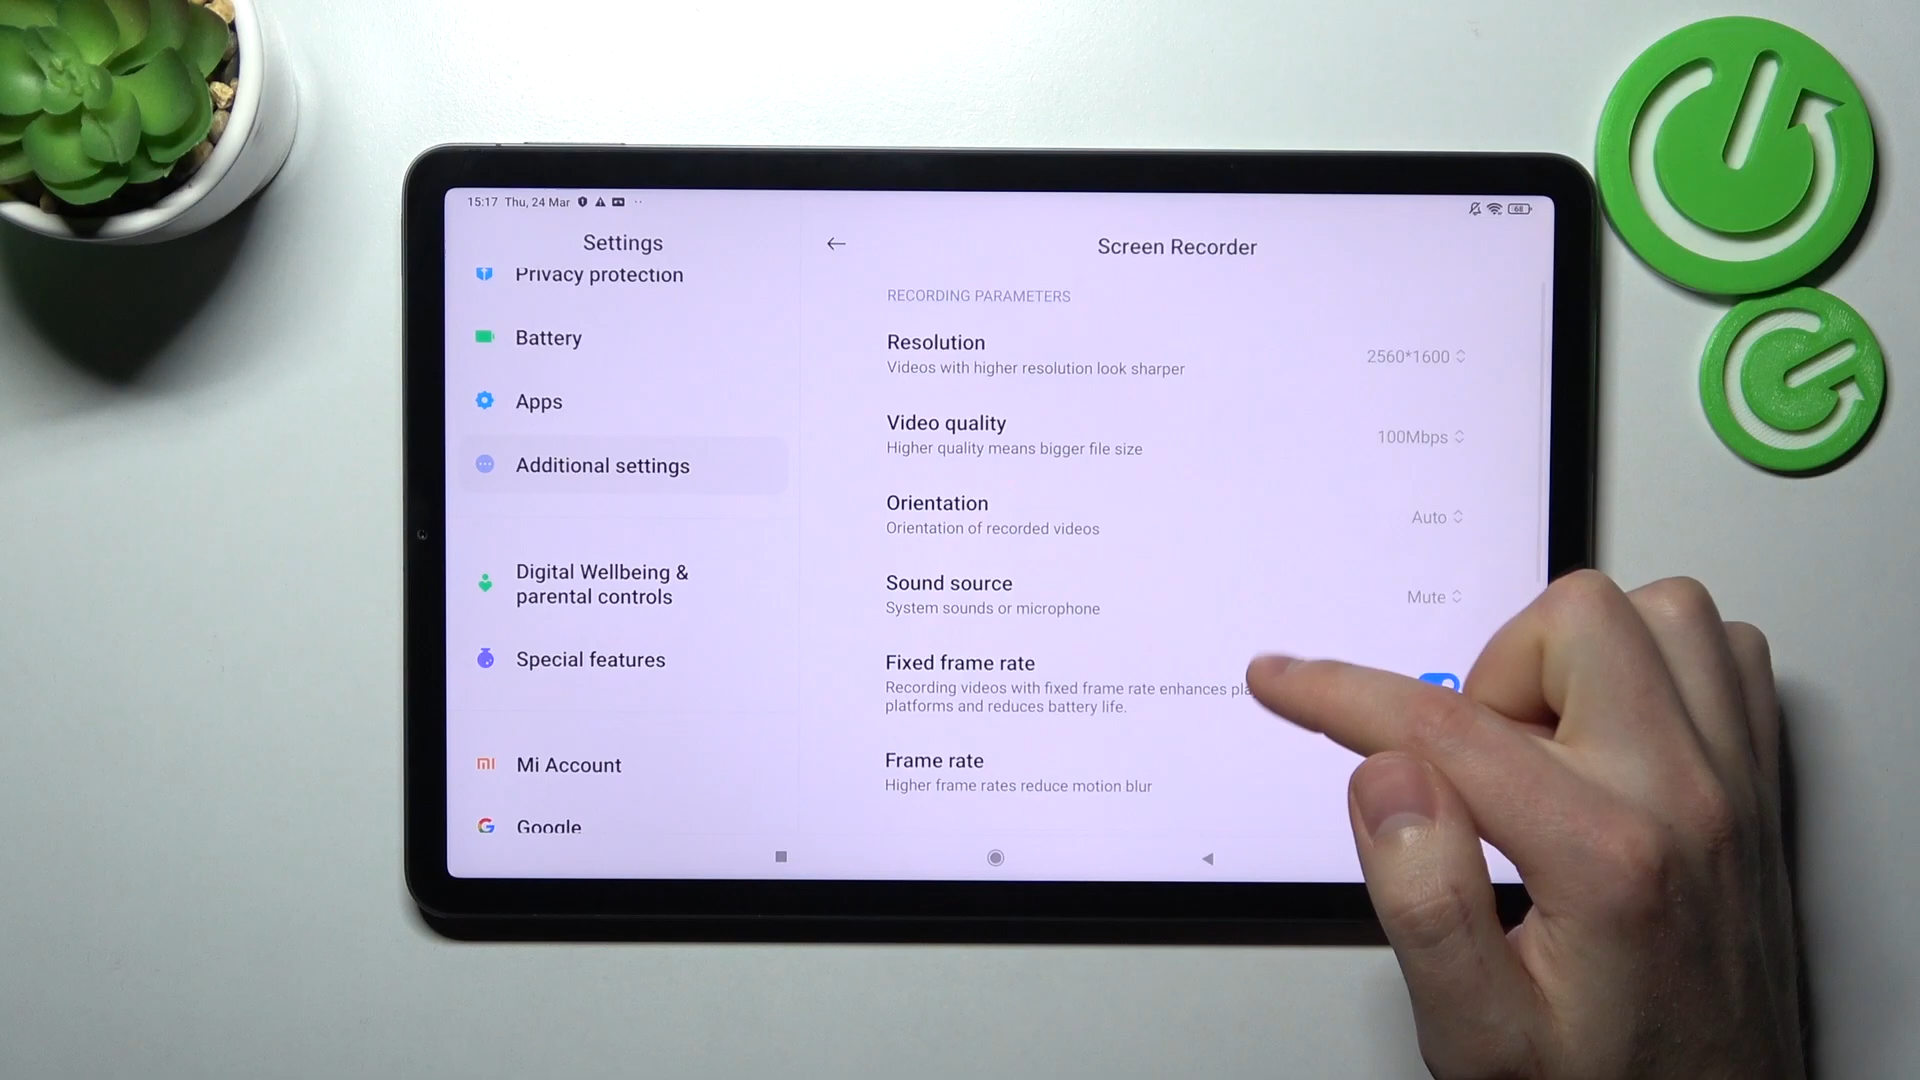 15:17 Thu, 24 Mar
68
Settings
Privacy protection
Battery
Apps
Additional settings
Digital Wellbeing &
parental controls
Special features
Mi Account
Google
Screen Recorder
RECORDING PARAMETERS
Resolution
Videos with higher resolution look sharper
2560*1600
Video quality
Higher quality means bigger file size
100Mbps
Orientation
Orientation of recorded videos
Auto
Sound source
System sounds or microphone
Mute
Fixed frame rate
Recording videos with fixed frame rate enhances
platforms and reduces battery life.
Frame rate
Higher frame rates reduce motion blur